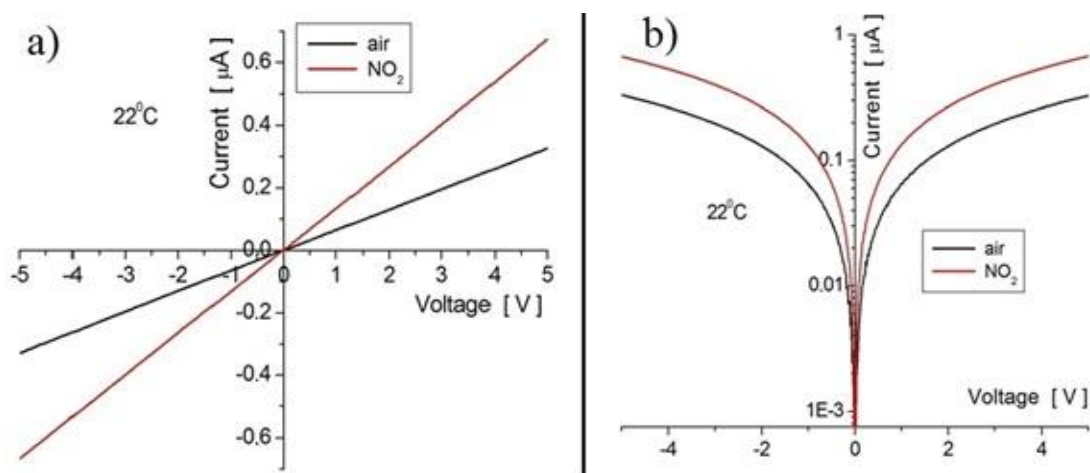 a)
air
NO₂
22⁰C
Current [ µA ]
0.6
0.4
0.2
0.0
-0.2
-0.4
-0.6
-5 -4 -3 -2 -1 0 1 2 3 4 5
Voltage [ V ]
b)
1
Current [ µA ]
0.1
22⁰C
air
NO₂
0.01
1E-3
Voltage [ V ]
-4 -2 0 2 4